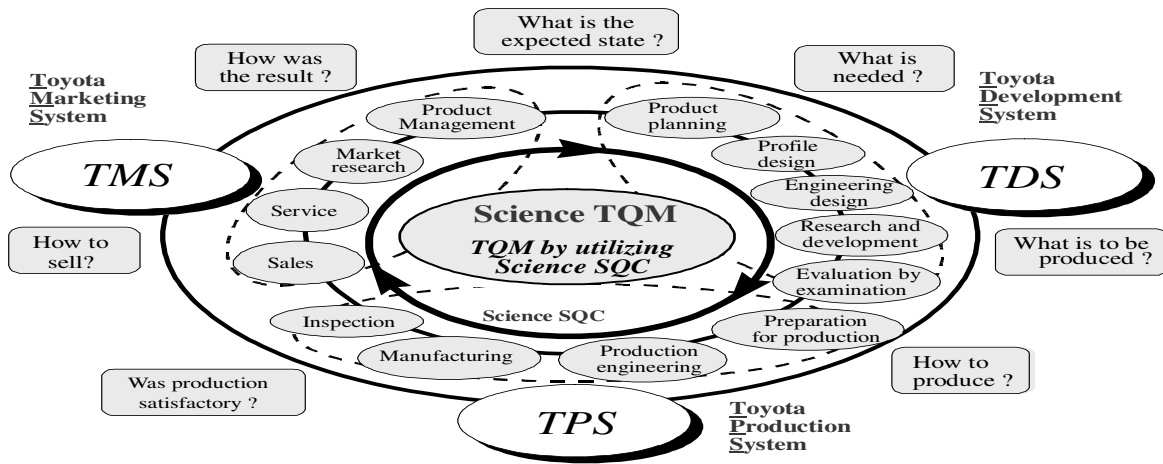 What is the
expected state ?
How was
the result ?
What is
needed ?
Toyota
Marketing
System
Toyota
Development
System
Product
Management
Product
planning
Market
research
Profile
design
TMS
TDS
Engineering
design
Service
Science TQM
TQM by utilizing
Science SQC
Research and
development
How to
sell?
What is to be
produced ?
Sales
Evaluation by
examination
Inspection
Science SQC
Preparation
for production
Manufacturing
Production
engineering
How to
produce ?
Was production
satisfactory ?
TPS
Toyota
Production
System